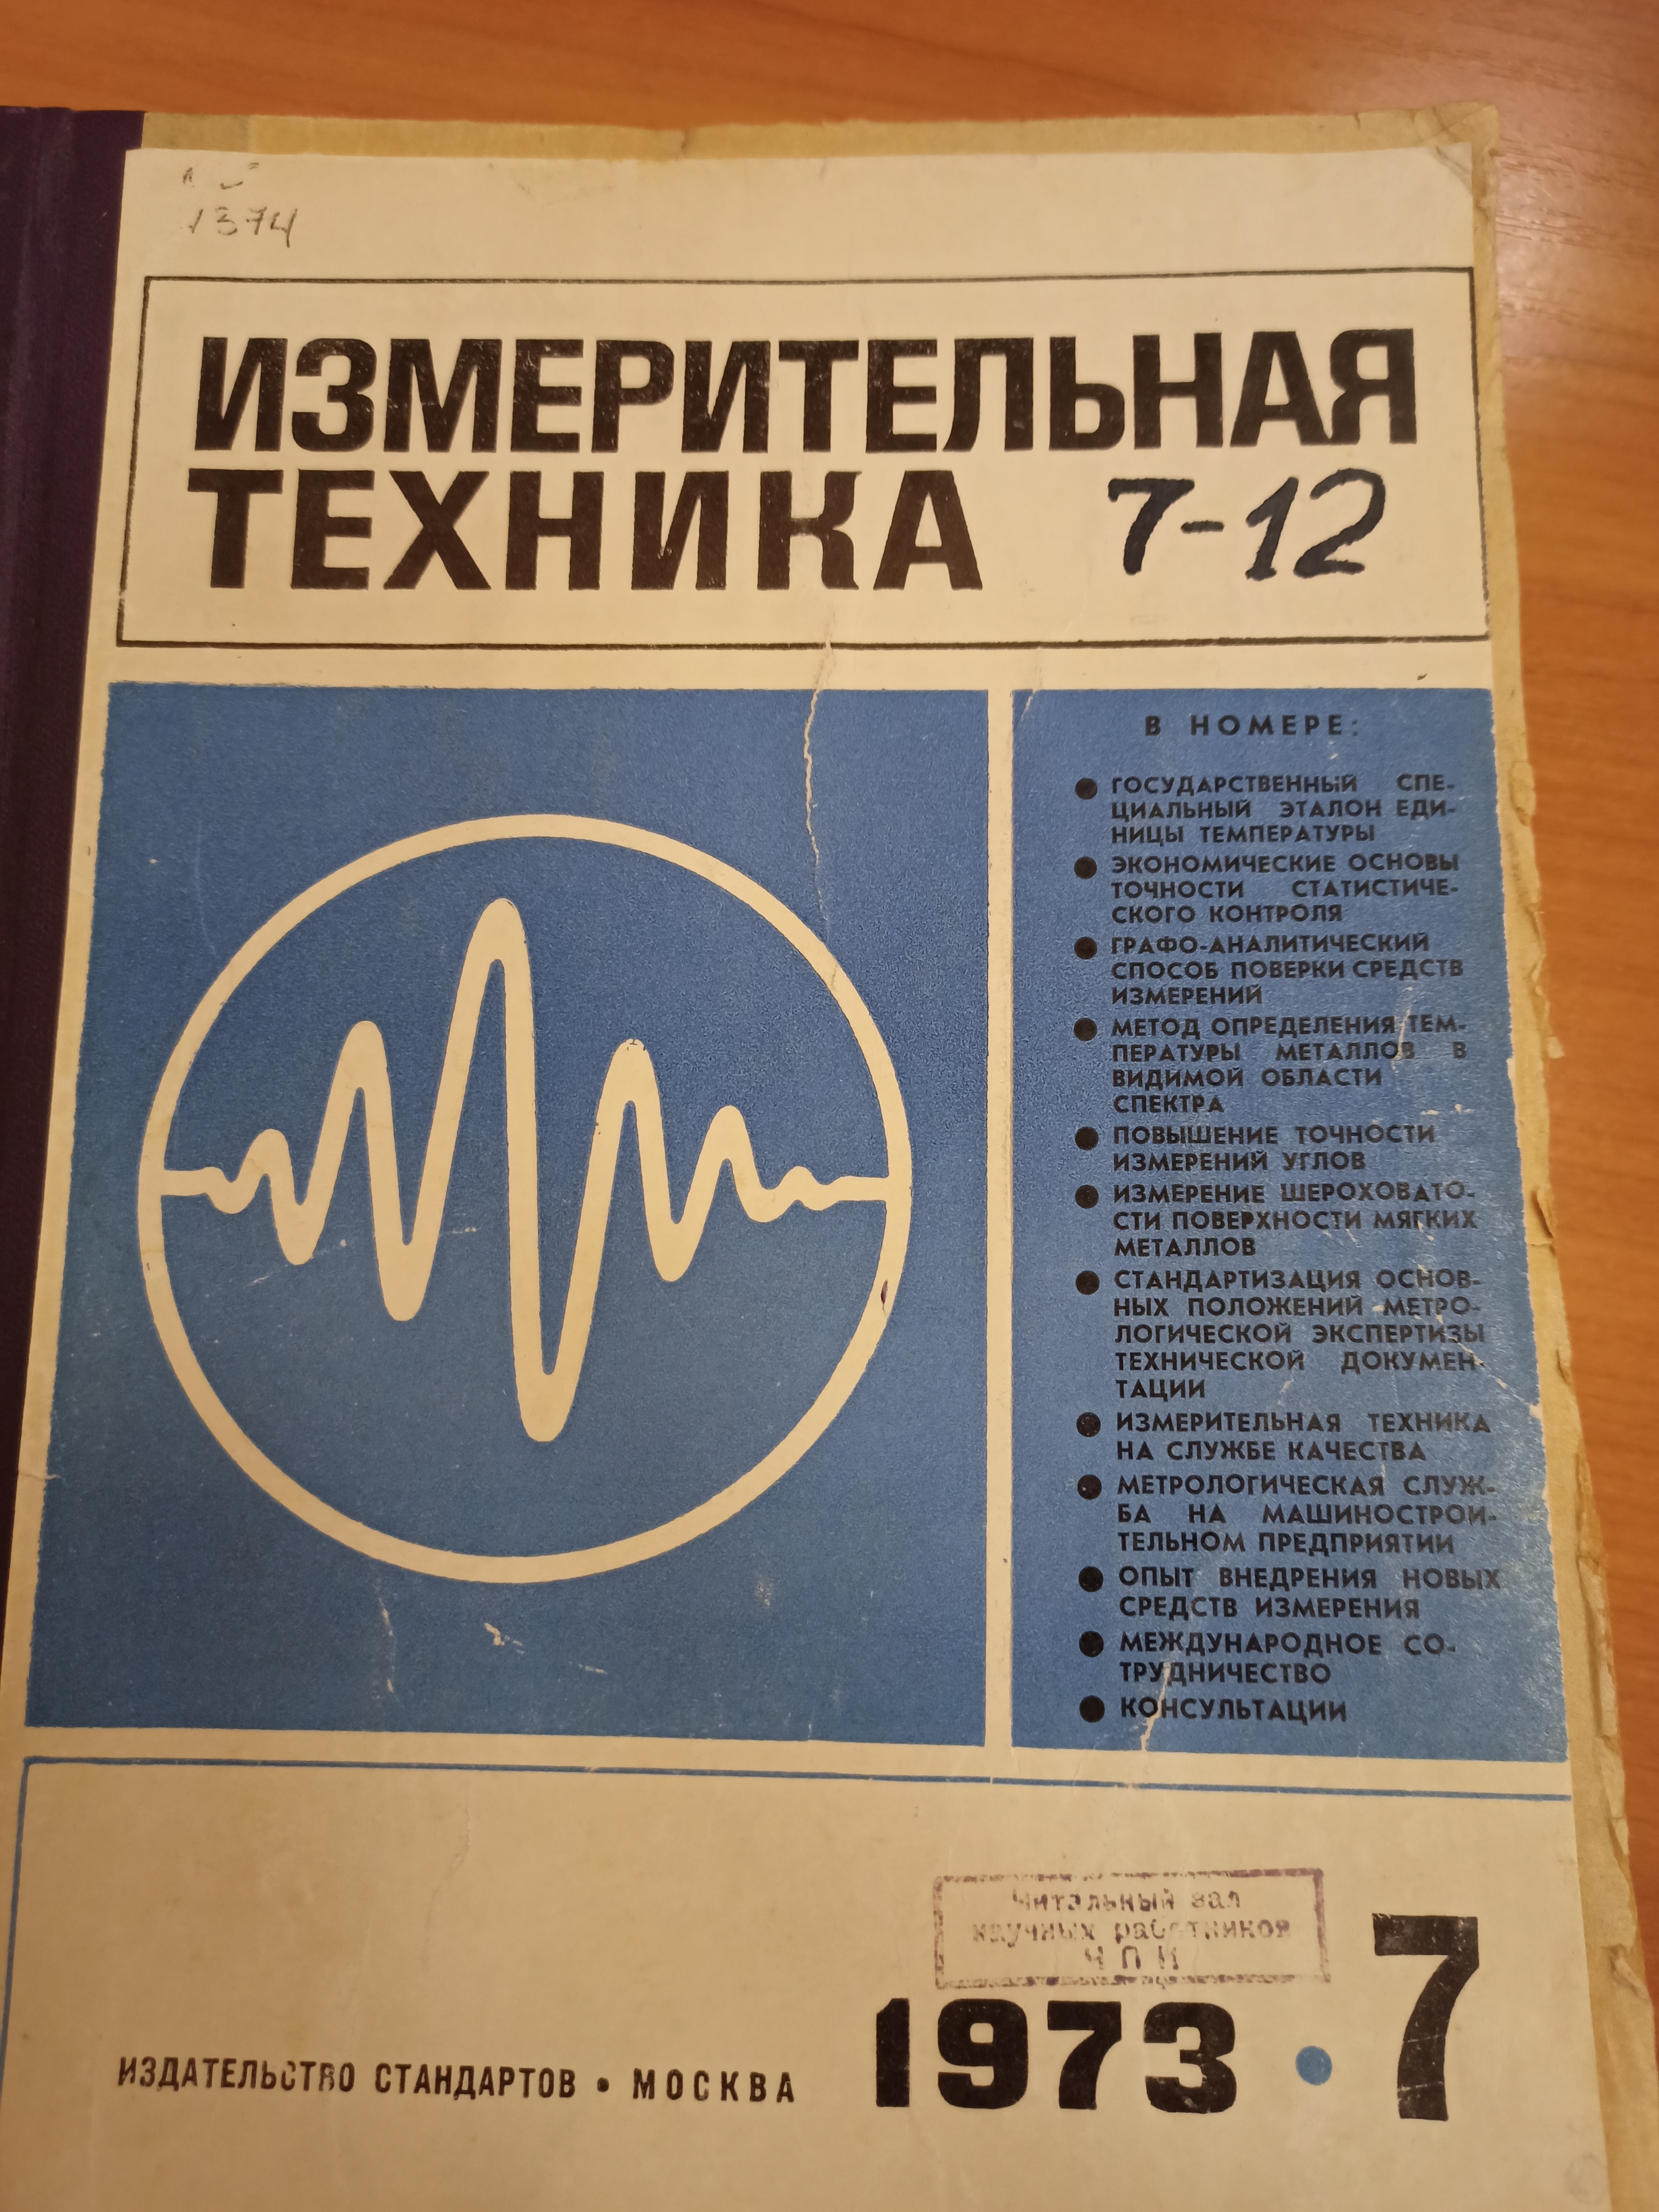 1374
ИЗМЕРИТЕЛЬНАЯ
ТЕХНИКА 7-12
В НОМЕРЕ:
● ГОСУДАРСТВЕННЫЙ СПЕ-
ЦИАЛЬНЫЙ ЭТАЛОН ЕДИ-
НИЦЫ ТЕМПЕРАТУРЫ
● ЭКОНОМИЧЕСКИЕ ОСНОВЫ
ТОЧНОСТИ СТАТИСТИЧЕ-
СКОГО КОНТРОЛЯ
● ГРАФО-АНАЛИТИЧЕСКИЙ
СПОСОБ ПОВЕРКИ СРЕДСТВ
ИЗМЕРЕНИЙ
● МЕТОД ОПРЕДЕЛЕНИЯ ТЕМ-
ПЕРАТУРЫ МЕТАЛЛОВ В
ВИДИМОЙ ОБЛАСТИ
СПЕКТРА
● ПОВЫШЕНИЕ ТОЧНОСТИ
ИЗМЕРЕНИЙ УГЛОВ
● ИЗМЕРЕНИЕ ШЕРОХОВАТО-
СТИ ПОВЕРХНОСТИ МЯГКИХ
МЕТАЛЛОВ
● СТАНДАРТИЗАЦИЯ ОСНОВ-
НЫХ ПОЛОЖЕНИЙ МЕТРО-
ЛОГИЧЕСКОЙ ЭКСПЕРТИЗЫ
ТЕХНИЧЕСКОЙ ДОКУМЕН-
ТАЦИИ
● ИЗМЕРИТЕЛЬНАЯ ТЕХНИКА
НА СЛУЖБЕ КАЧЕСТВА
● МЕТРОЛОГИЧЕСКАЯ СЛУЖ-
БА НА МАШИНОСТРОИ-
ТЕЛЬНОМ ПРЕДПРИЯТИИ
● ОПЫТ ВНЕДРЕНИЯ НОВЫХ
СРЕДСТВ ИЗМЕРЕНИЯ
● МЕЖДУНАРОДНОЕ СО-
ТРУДНИЧЕСТВО
● КОНСУЛЬТАЦИИ
Читальный зал
научных работников
ЧПИ
1973 • 7
ИЗДАТЕЛЬСТВО СТАНДАРТОВ • МОСКВА